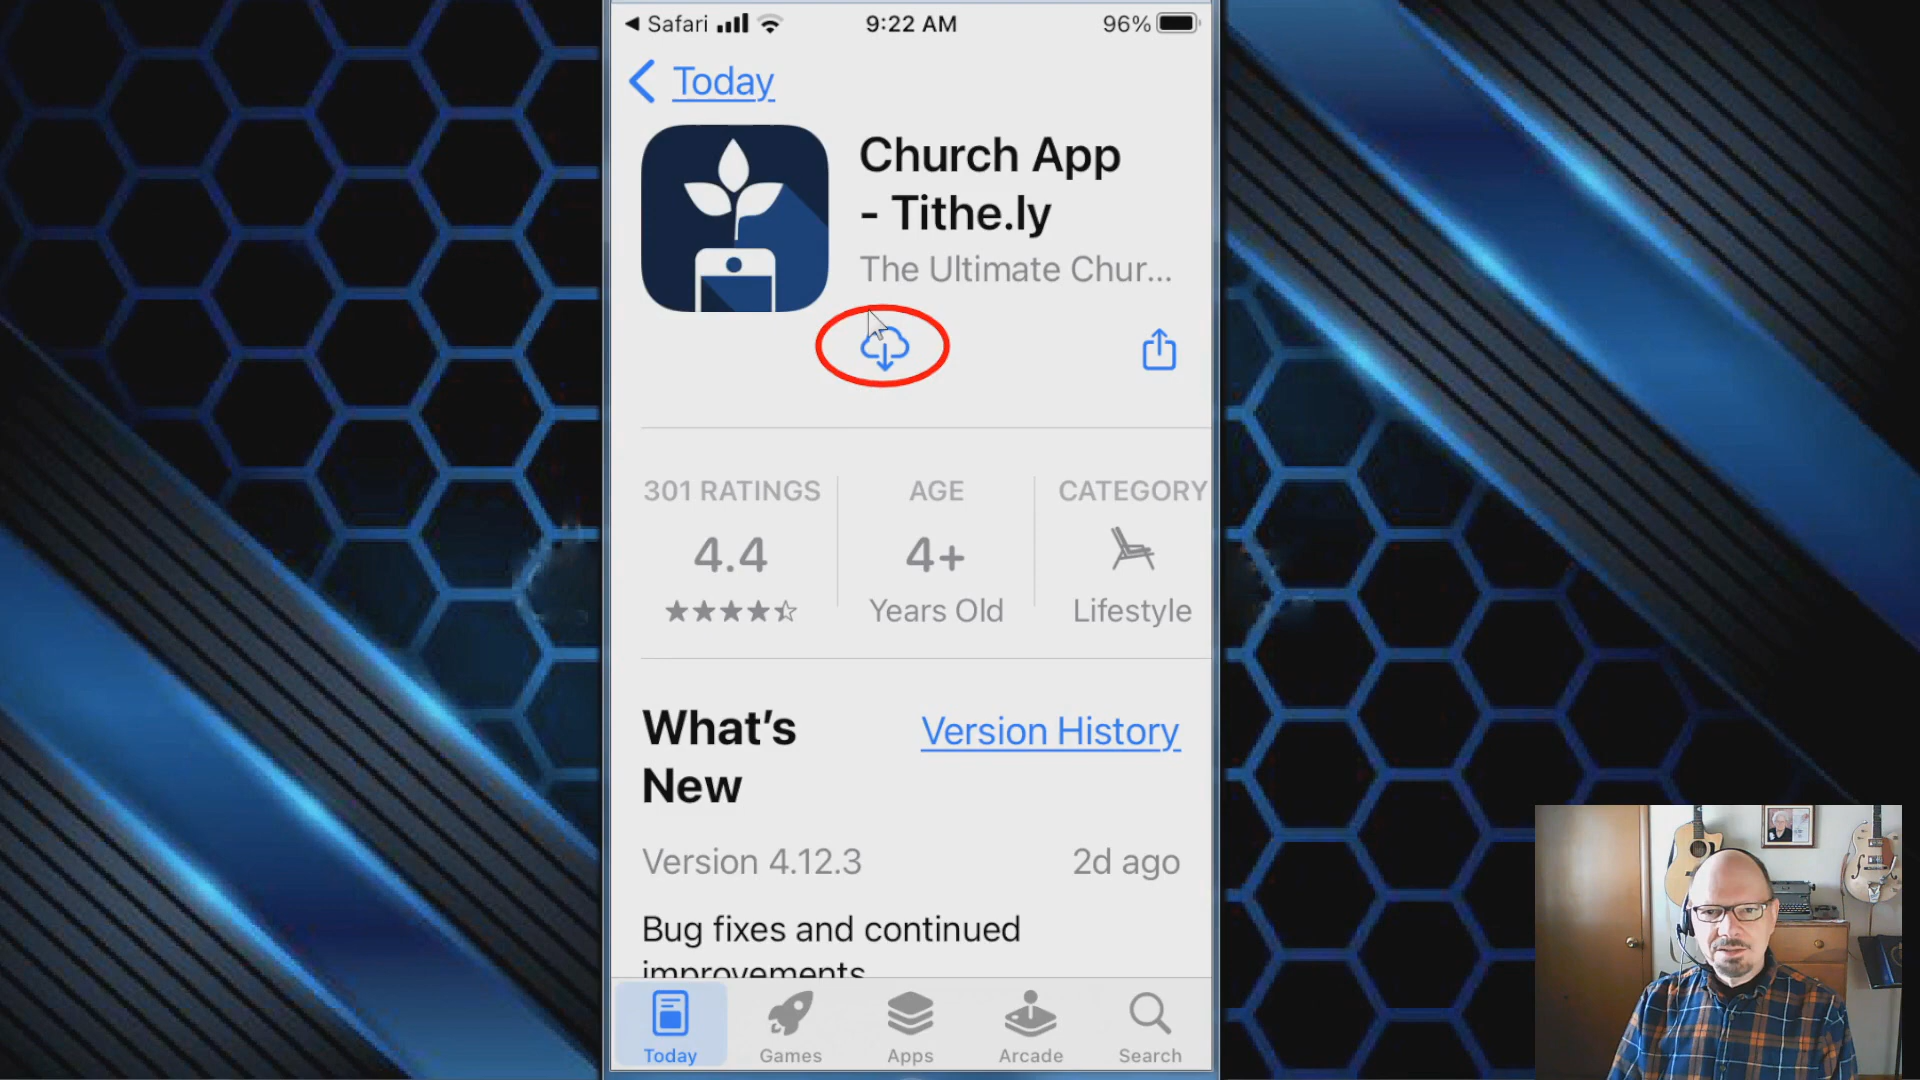 Safari 9:22 AM 96%
Today
Church App
- Tithe.ly
The Ultimate Chur...
301 RATINGS AGE CATEGORY
4.4 4+
Years Old Lifestyle
What's
New
Version History
Version 4.12.3 2d ago
Bug fixes and continued
improvements
Today Games Apps Arcade Search